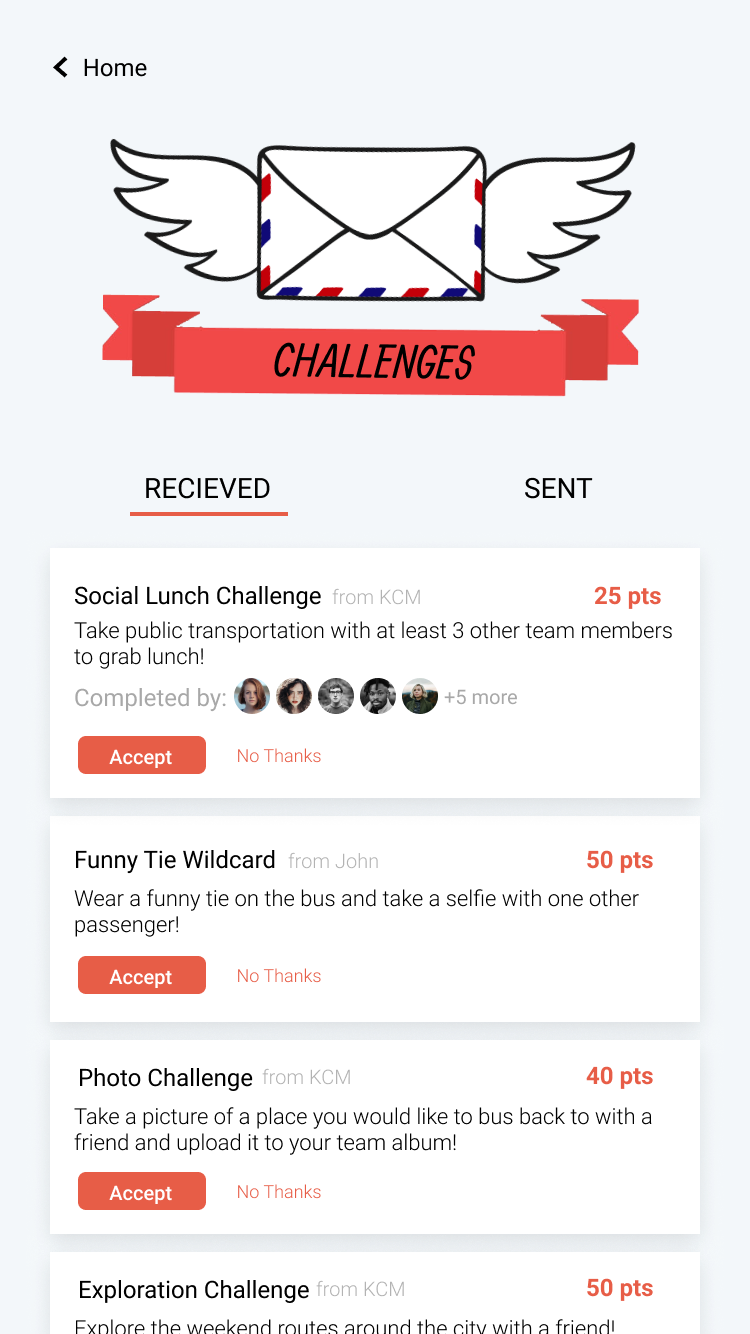 Home
CHALLENGES
RECIEVED
SENT
Social Lunch Challenge from KCM 25 pts
Take public transportation with at least 3 other team members
to grab lunch!
Completed by: +5 more
Accept No Thanks
Funny Tie Wildcard from John 50 pts
Wear a funny tie on the bus and take a selfie with one other
passenger!
Accept No Thanks
Photo Challenge from KCM 40 pts
Take a picture of a place you would like to bus back to with a
friend and upload it to your team album!
Accept No Thanks
Exploration Challenge from KCM 50 pts
Explore the weekend routes around the city with a friend!